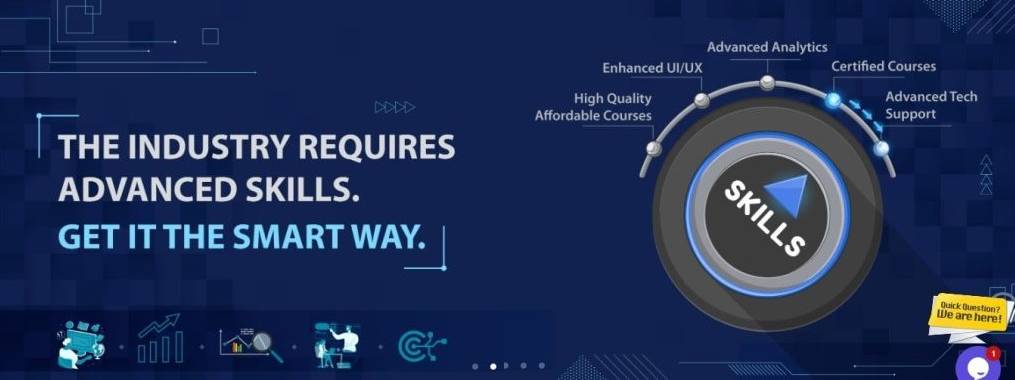 THE INDUSTRY REQUIRES
ADVANCED SKILLS.
GET IT THE SMART WAY.
Advanced Analytics
Enhanced UI/UX
Certified Courses
High Quality
Affordable Courses
Advanced Tech
Support
SKILLS
Quick Question?
We are here!
1